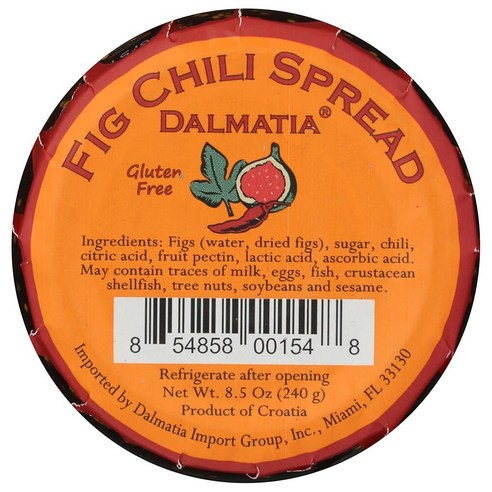 FIG CHILI SPREAD
DALMATIA®
Gluten
Free
Ingredients: Figs (water, dried figs), sugar, chili,
citric acid, fruit pectin, lactic acid, ascorbic acid.
May contain traces of milk, eggs, fish, crustacean
shellfish, tree nuts, soybeans and sesame.
8 54858 00154 8
Refrigerate after opening
Net Wt. 8.5 Oz (240 g)
Product of Croatia
Imported by Dalmatia Import Group, Inc., Miami, FL 33130